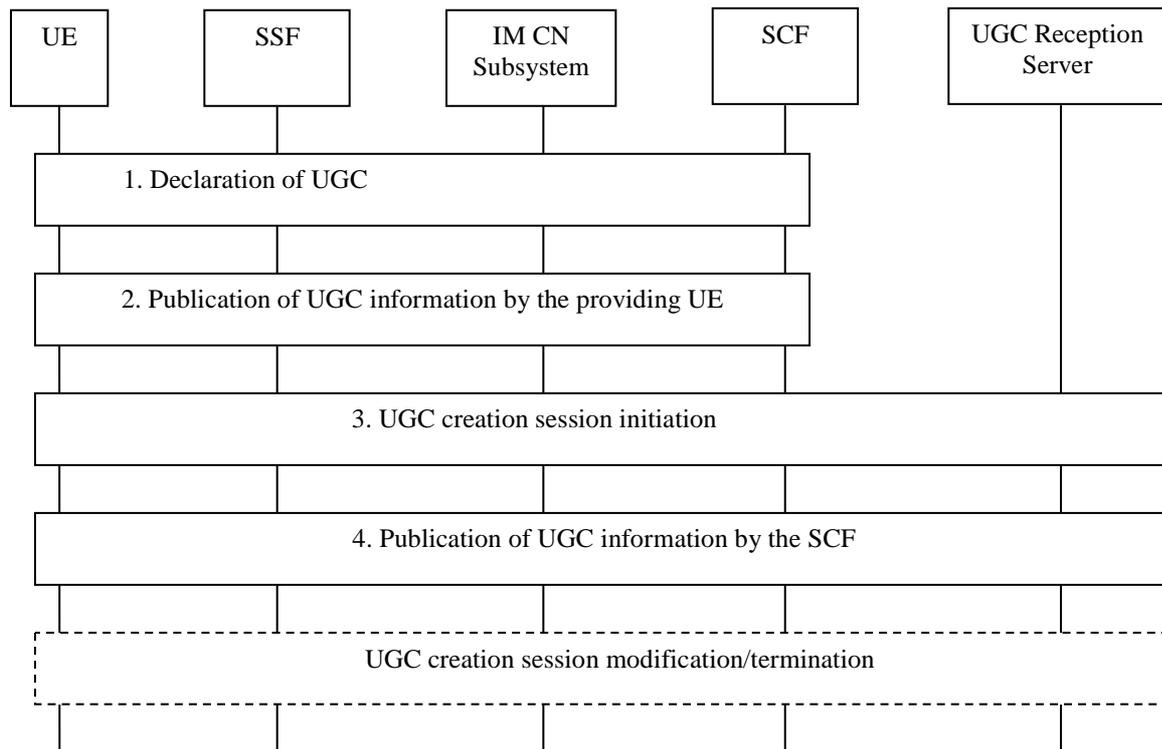 UE
SSF
IM CN
Subsystem
SCF
UGC Reception
Server
1. Declaration of UGC
2. Publication of UGC information by the providing UE
3. UGC creation session initiation
4. Publication of UGC information by the SCF
UGC creation session modification/termination